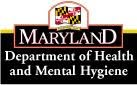 MARYLAND
Department of Health
and Mental Hygiene